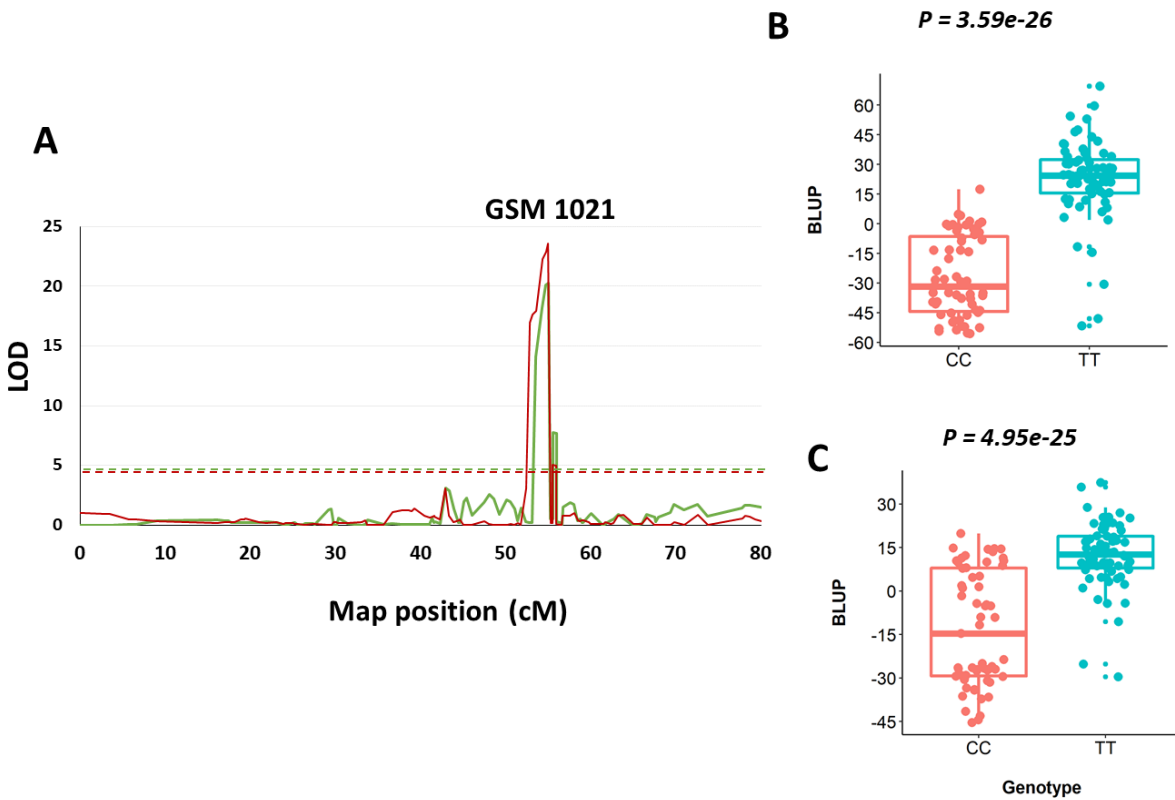 A
GSM 1021
25
20
15
10
5
0
LOD
0 10 20 30 40 50 60 70 80
Map position (cM)
B
P = 3.59e-26
60
45
30
15
0
-15
-30
-45
-60
BLUP
CC TT
C
P = 4.95e-25
30
15
0
-15
-30
-45
BLUP
CC TT
Genotype